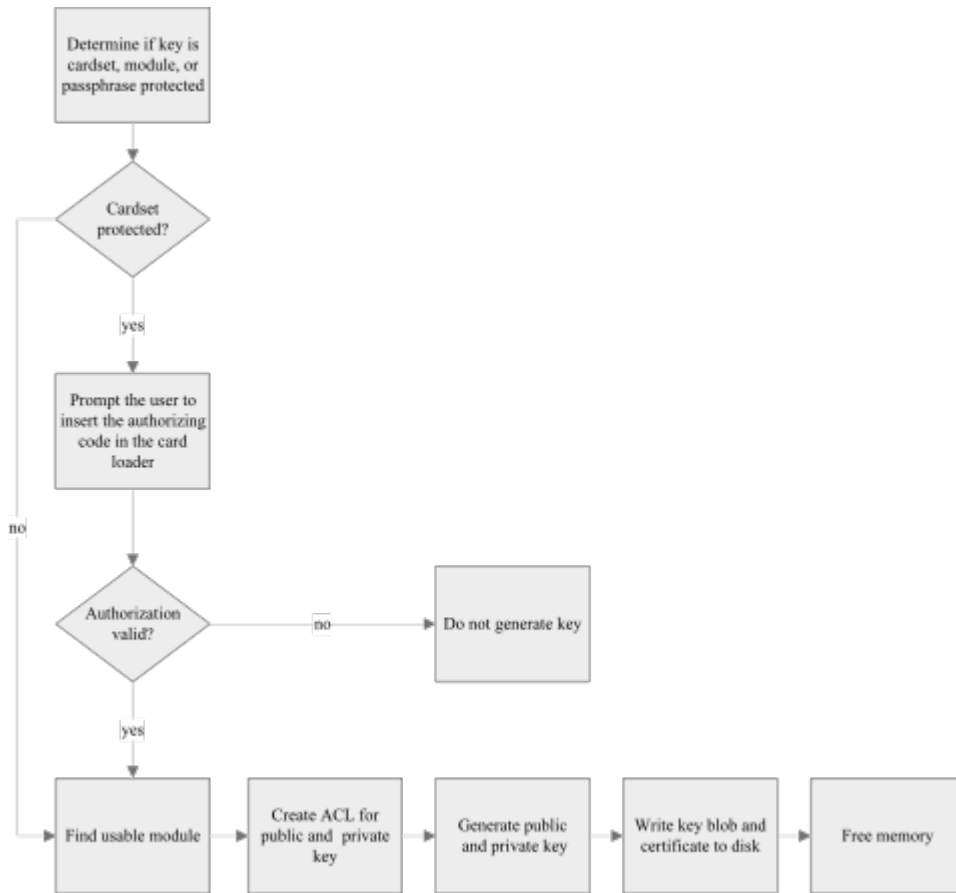 Determine if key is
cardset, module, or
passphrase protected
Cardset
protected?
yes
Prompt the user to
insert the authorizing
code in the card
loader
no
Authorization
valid?
no
Do not generate key
yes
Find usable module
Create ACL for
public and private
key
Generate public
and private key
Write key blob and
certificate to disk
Free memory